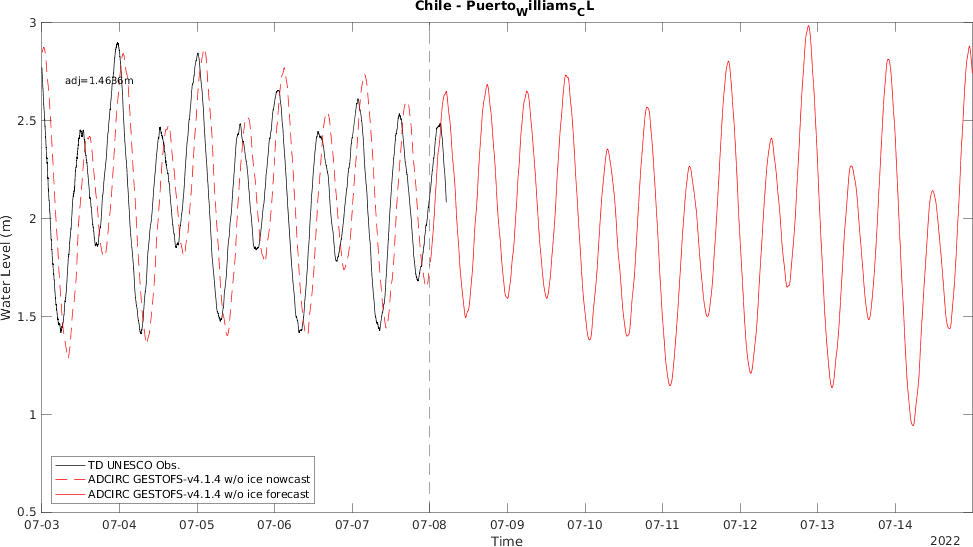 Chile - Puerto_Williams_CL
adj=1.4636m
3
2.5
2
1.5
1
0.5
Water Level (m)
TD UNESCO Obs.
ADCIRC GESTOFS-v4.1.4 w/o ice nowcast
ADCIRC GESTOFS-v4.1.4 w/o ice forecast
07-03 07-04 07-05 07-06 07-07 07-08 07-09 07-10 07-11 07-12 07-13 07-14
Time
2022